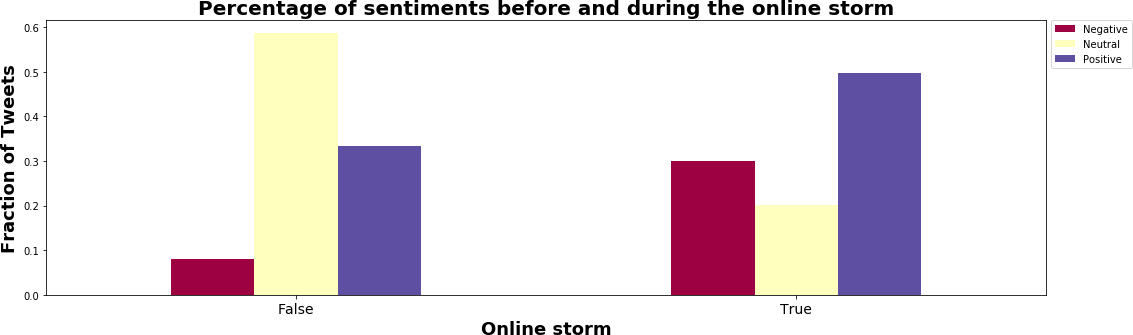 Percentage of sentiments before and during the online storm
Negative
Neutral
Positive
Fraction of Tweets
0.6
0.5
0.4
0.3
0.2
0.1
0.0
False
True
Online storm